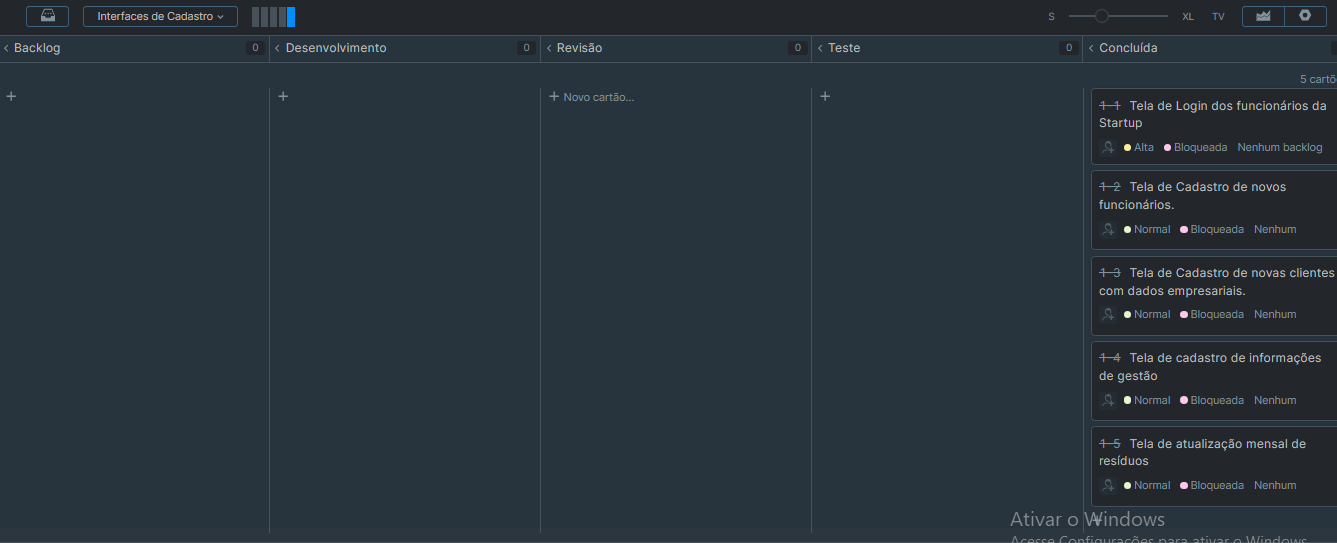 Interfaces de Cadastro
S XL TV
Backlog 0
Desenvolvimento 0
Revisão 0
Teste 0
Concluída
5 cartõ
+
+
+ Novo cartão...
+
1-1 Tela de Login dos funcionários da
Startup
Alta Bloqueada Nenhum backlog
1-2 Tela de Cadastro de novos
funcionários.
Normal Bloqueada Nenhum
1-3 Tela de Cadastro de novas clientes
com dados empresariais.
Normal Bloqueada Nenhum
1-4 Tela de cadastro de informações
de gestão
Normal Bloqueada Nenhum
1-5 Tela de atualização mensal de
resíduos
Normal Bloqueada Nenhum
Ativar o Windows
Acesse Configurações para ativar o Windows.